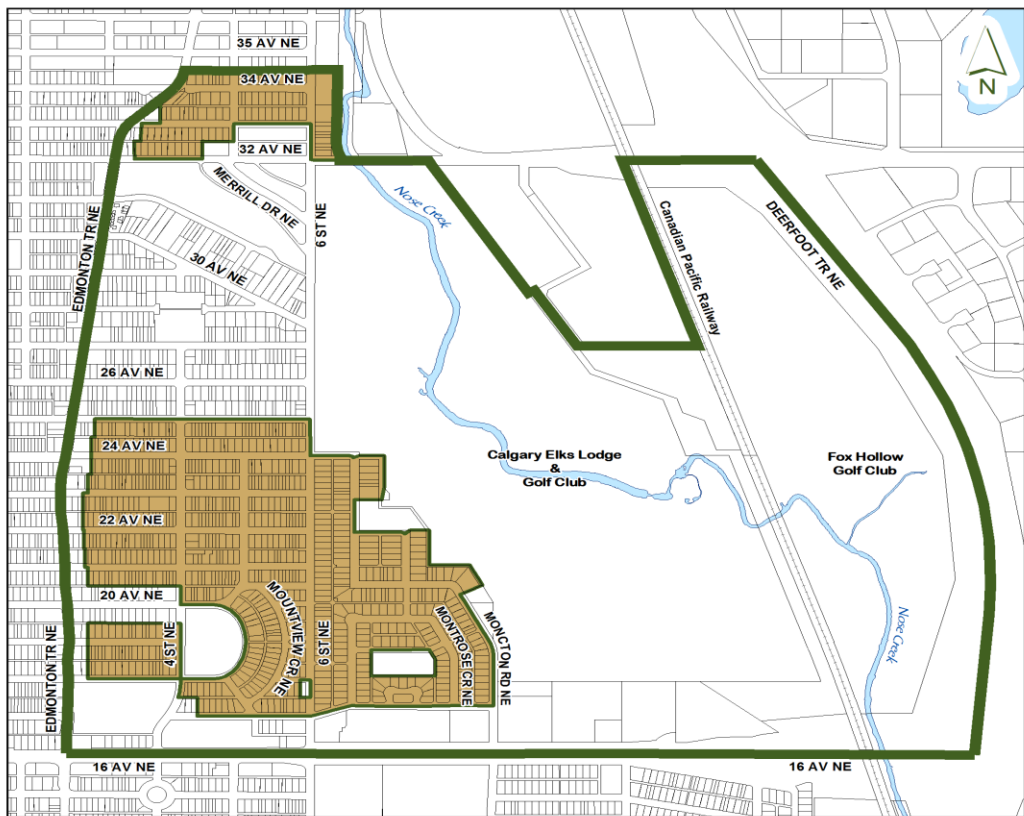 35 AV NE
34 AV NE
N
32 AV NE
MERRILL DR NE
Nose Creek
6 ST NE
EDMONTON TR NE
30 AV NE
Canadian Pacific Railway
DEERFOOT TR NE
26 AV NE
24 AV NE
Calgary Elks Lodge
&
Golf Club
Fox Hollow
Golf Club
22 AV NE
20 AV NE
MOUNTVIEW CR NE
4 ST NE
6 ST NE
MONTROSE CR NE
MONCTON RD NE
Nose Creek
EDMONTON TR NE
16 AV NE
16 AV NE